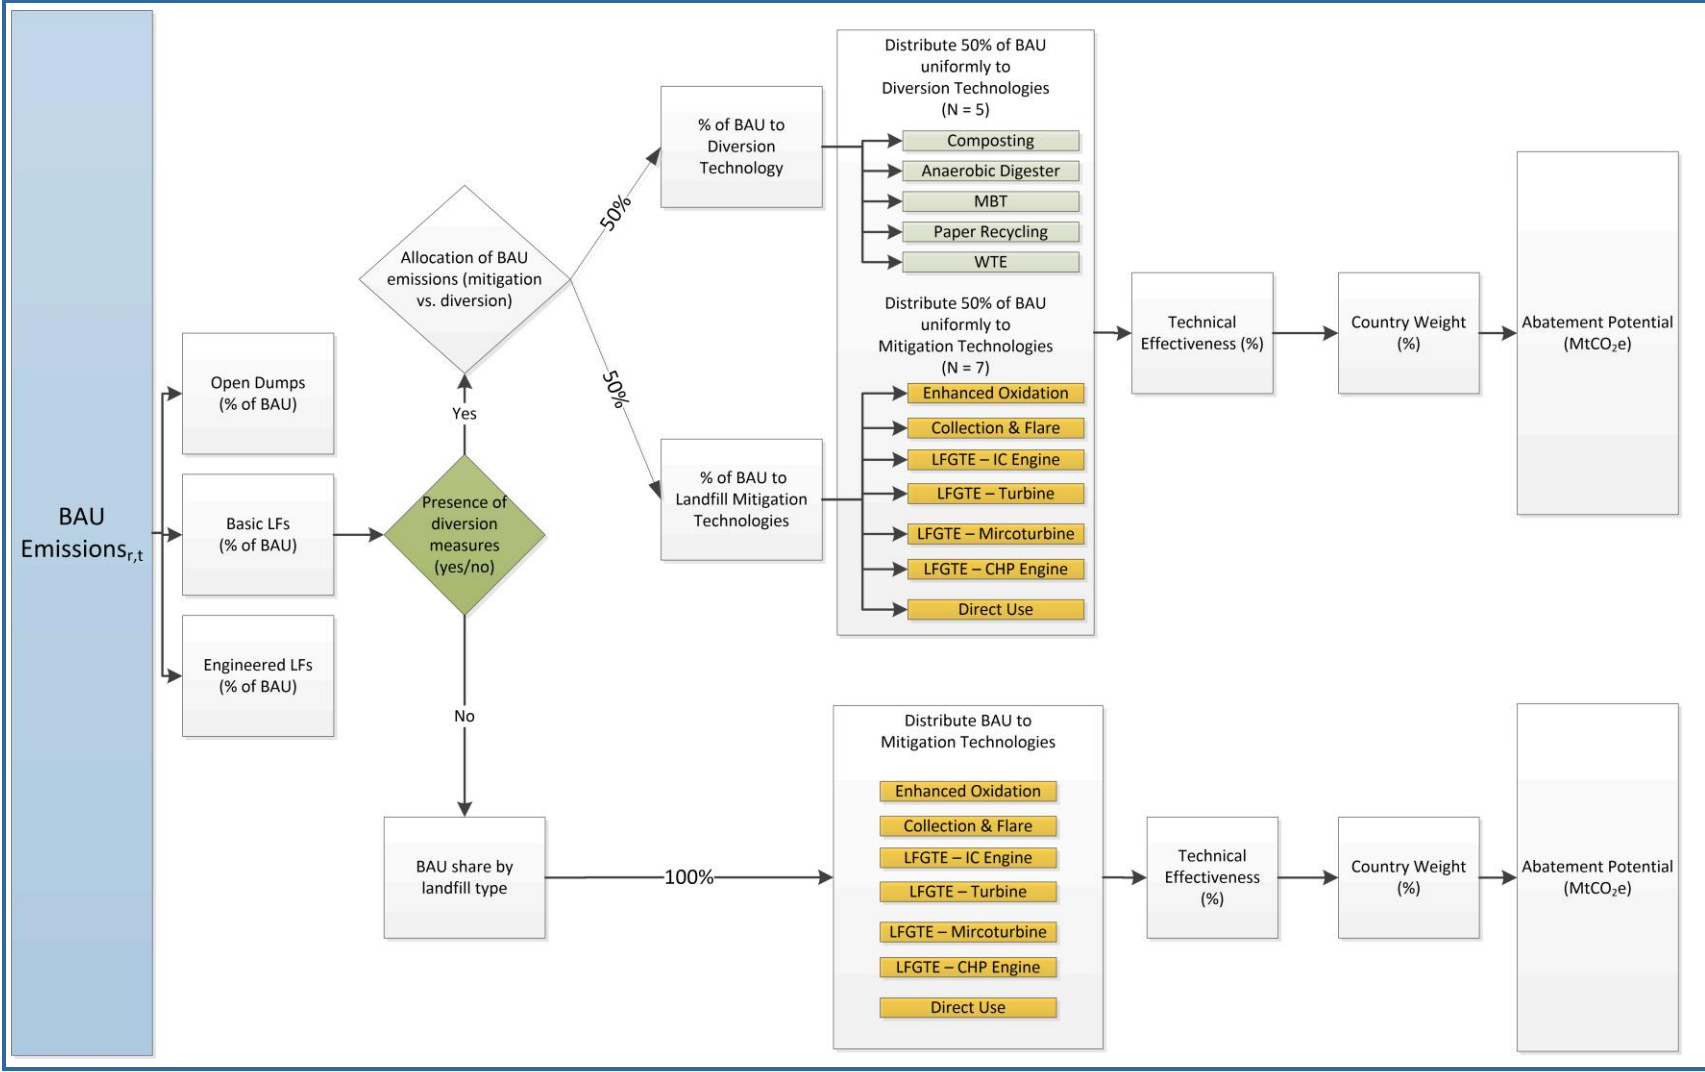 BAU
Emissionsr,t
Open Dumps
(% of BAU)
Basic LFs
(% of BAU)
Engineered LFs
(% of BAU)
Allocation of BAU
emissions (mitigation
vs. diversion)
Yes
Presence of
diversion
measures
(yes/no)
No
BAU share by
landfill type
50%
50%
100%
% of BAU to
Diversion
Technology
% of BAU to
Landfill Mitigation
Technologies
Distribute 50% of BAU
uniformly to
Diversion Technologies
(N = 5)
Composting
Anaerobic Digester
MBT
Paper Recycling
WTE
Distribute 50% of BAU
uniformly to
Mitigation Technologies
(N = 7)
Enhanced Oxidation
Collection & Flare
LFGTE – IC Engine
LFGTE – Turbine
LFGTE – Mircoturbine
LFGTE – CHP Engine
Direct Use
Technical
Effectiveness (%)
Country Weight
(%)
Abatement Potential
(MtCO₂e)
Distribute BAU to
Mitigation Technologies
Enhanced Oxidation
Collection & Flare
LFGTE – IC Engine
LFGTE – Turbine
LFGTE – Mircoturbine
LFGTE – CHP Engine
Direct Use
Technical
Effectiveness
(%)
Country Weight
(%)
Abatement Potential
(MtCO₂e)